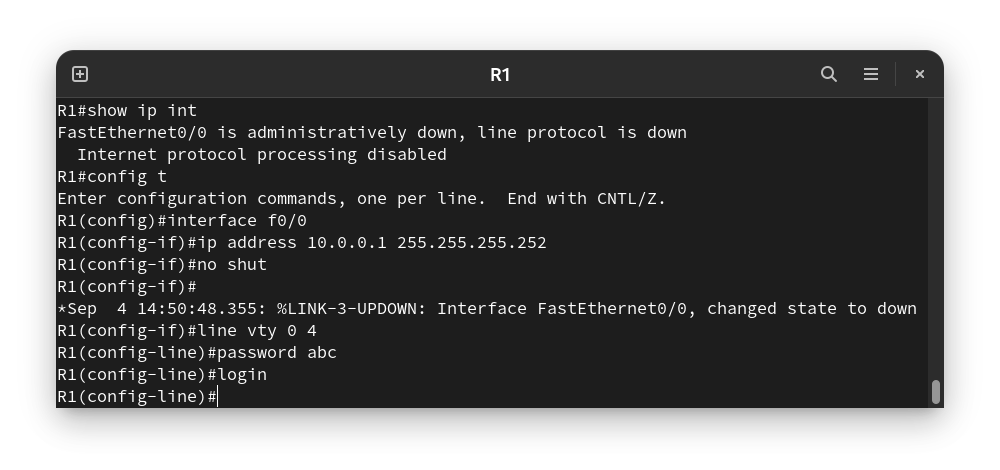 R1
R1#show ip int
FastEthernet0/0 is administratively down, line protocol is down
  Internet protocol processing disabled
R1#config t
Enter configuration commands, one per line.  End with CNTL/Z.
R1(config)#interface f0/0
R1(config-if)#ip address 10.0.0.1 255.255.255.252
R1(config-if)#no shut
R1(config-if)#
*Sep  4 14:50:48.355: %LINK-3-UPDOWN: Interface FastEthernet0/0, changed state to down
R1(config-if)#line vty 0 4
R1(config-line)#password abc
R1(config-line)#login
R1(config-line)#